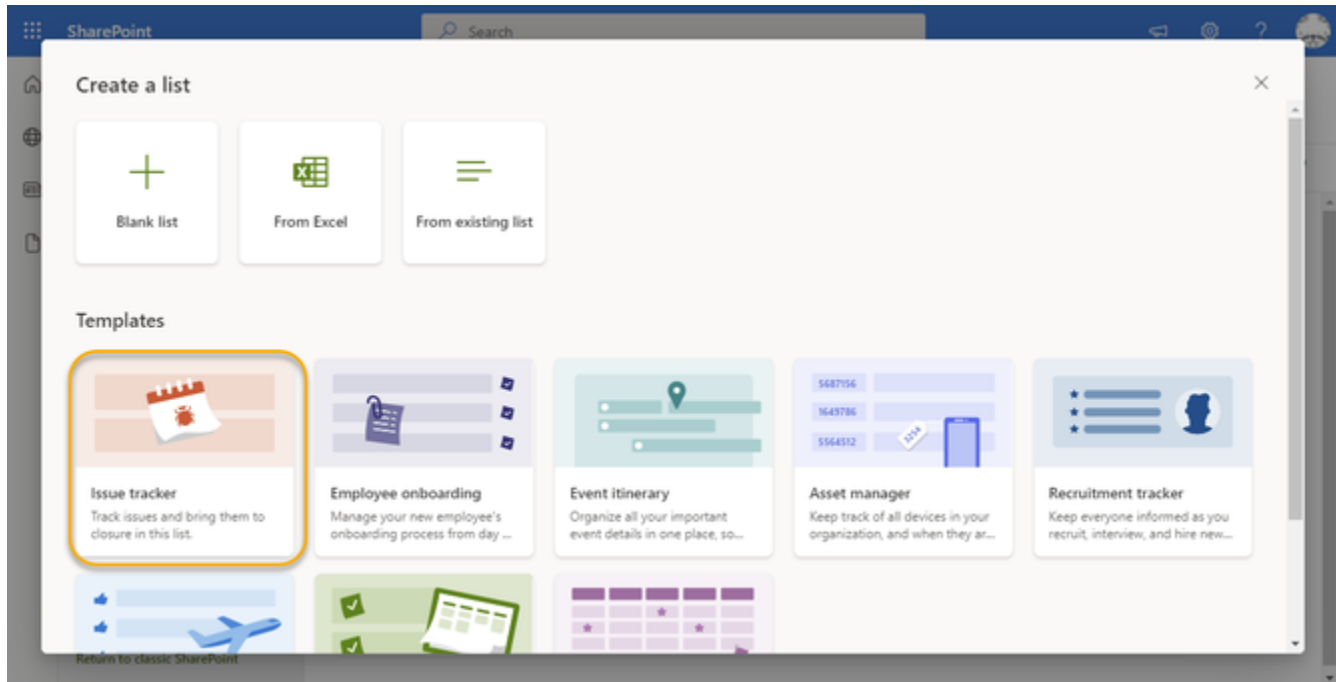 SharePoint
Search
?
Create a list
Blank list
From Excel
From existing list
Templates
5687156
1649786
5564512
3254
Issue tracker
Track issues and bring them to
closure in this list.
Employee onboarding
Manage your new employee's
onboarding process from day ...
Event itinerary
Organize all your important
event details in one place, so...
Asset manager
Keep track of all devices in your
organization, and when they ar...
Recruitment tracker
Keep everyone informed as you
recruit, interview, and hire new...
Return to classic SharePoint